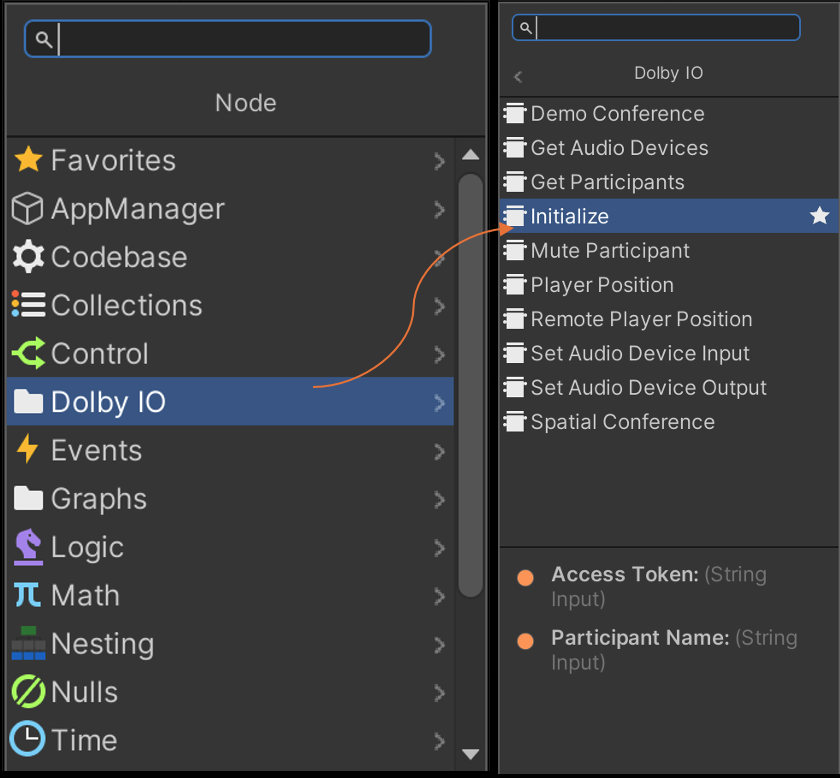 Node
Favorites
AppManager
Codebase
Collections
Control
Dolby IO
Events
Graphs
Logic
Math
Nesting
Nulls
Time
Dolby IO
Demo Conference
Get Audio Devices
Get Participants
Initialize
Mute Participant
Player Position
Remote Player Position
Set Audio Device Input
Set Audio Device Output
Spatial Conference
Access Token: (String
Input)
Participant Name: (String
Input)